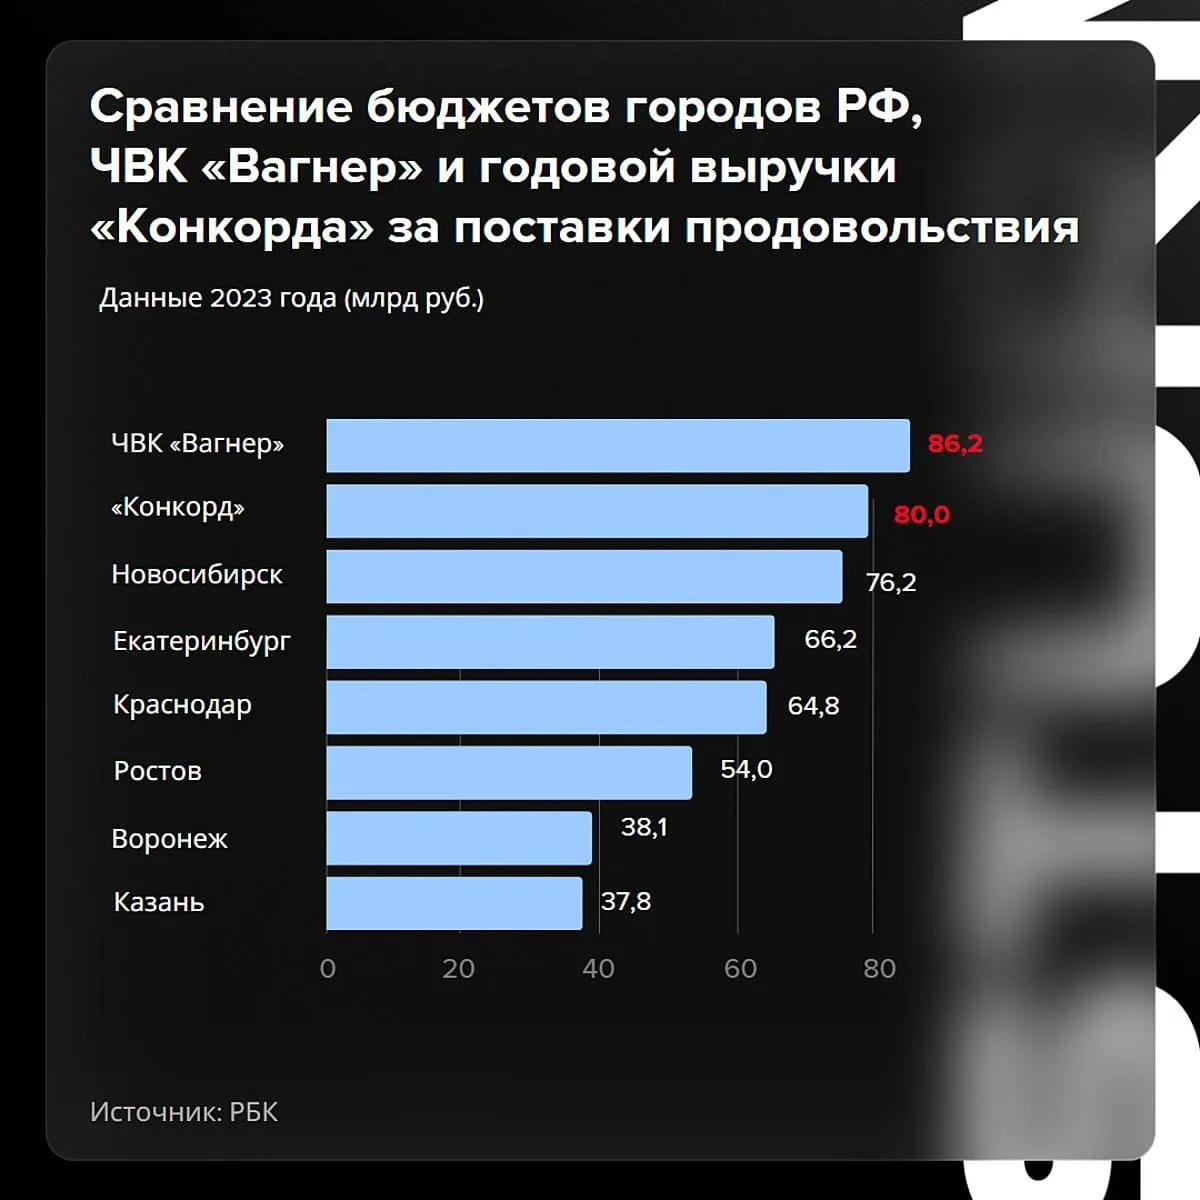 Сравнение бюджетов городов РФ,
ЧВК «Вагнер» и годовой выручки
«Конкорда» за поставки продовольствия
Данные 2023 года (млрд руб.)
ЧВК «Вагнер» 86,2
«Конкорд» 80,0
Новосибирск 76,2
Екатеринбург 66,2
Краснодар 64,8
Ростов 54,0
Воронеж 38,1
Казань 37,8
0 20 40 60 80
Источник: РБК